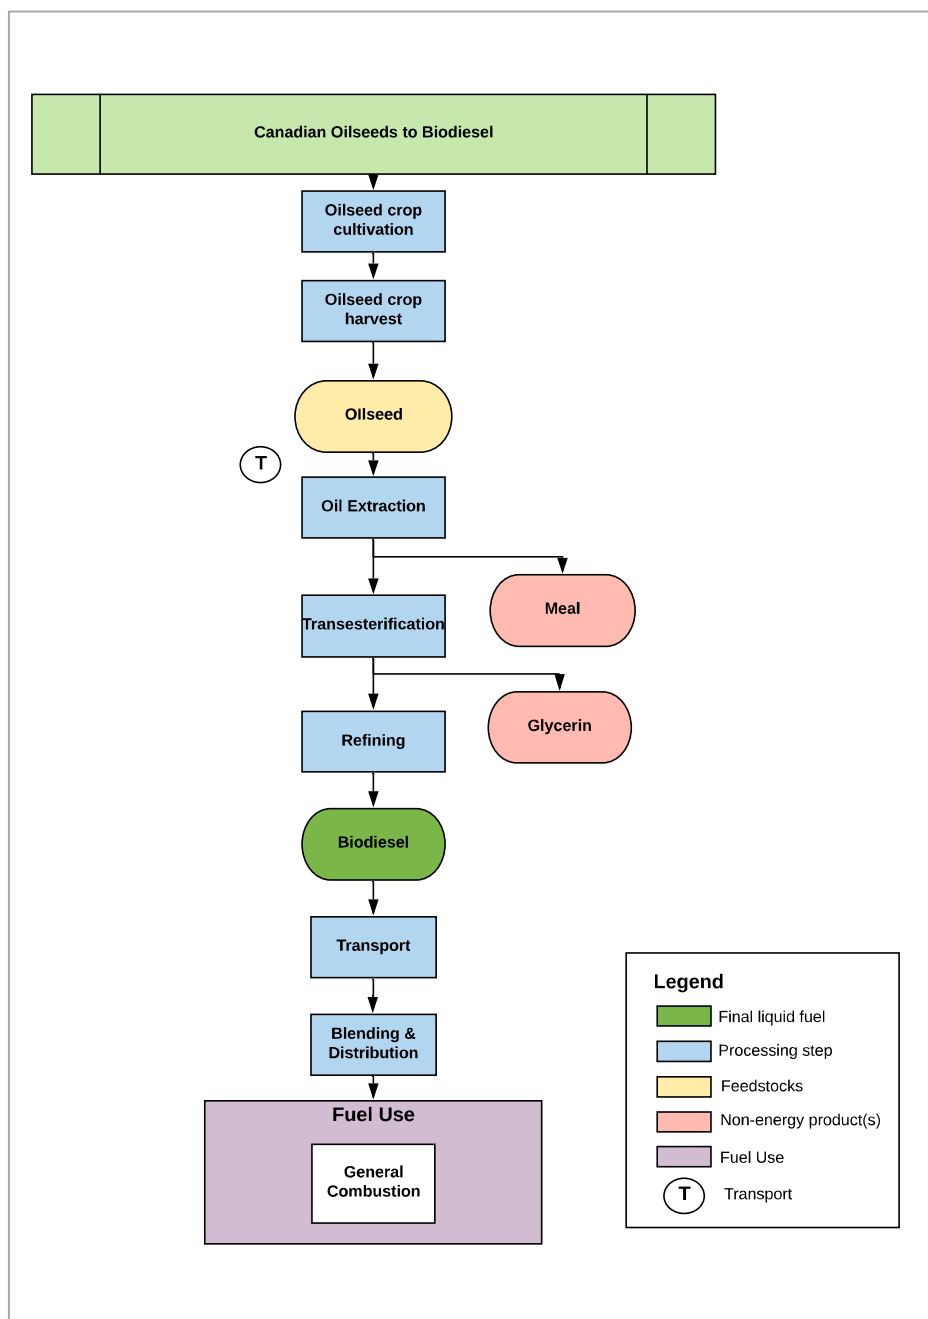 Canadian Oilseeds to Biodiesel
Oilseed crop
cultivation
Oilseed crop
harvest
OIlseed
T
Oil Extraction
Meal
Transesterification
Glycerin
Refining
Biodiesel
Transport
Blending &
Distribution
Fuel Use
General
Combustion
Legend
Final liquid fuel
Processing step
Feedstocks
Non-energy product(s)
Fuel Use
T Transport